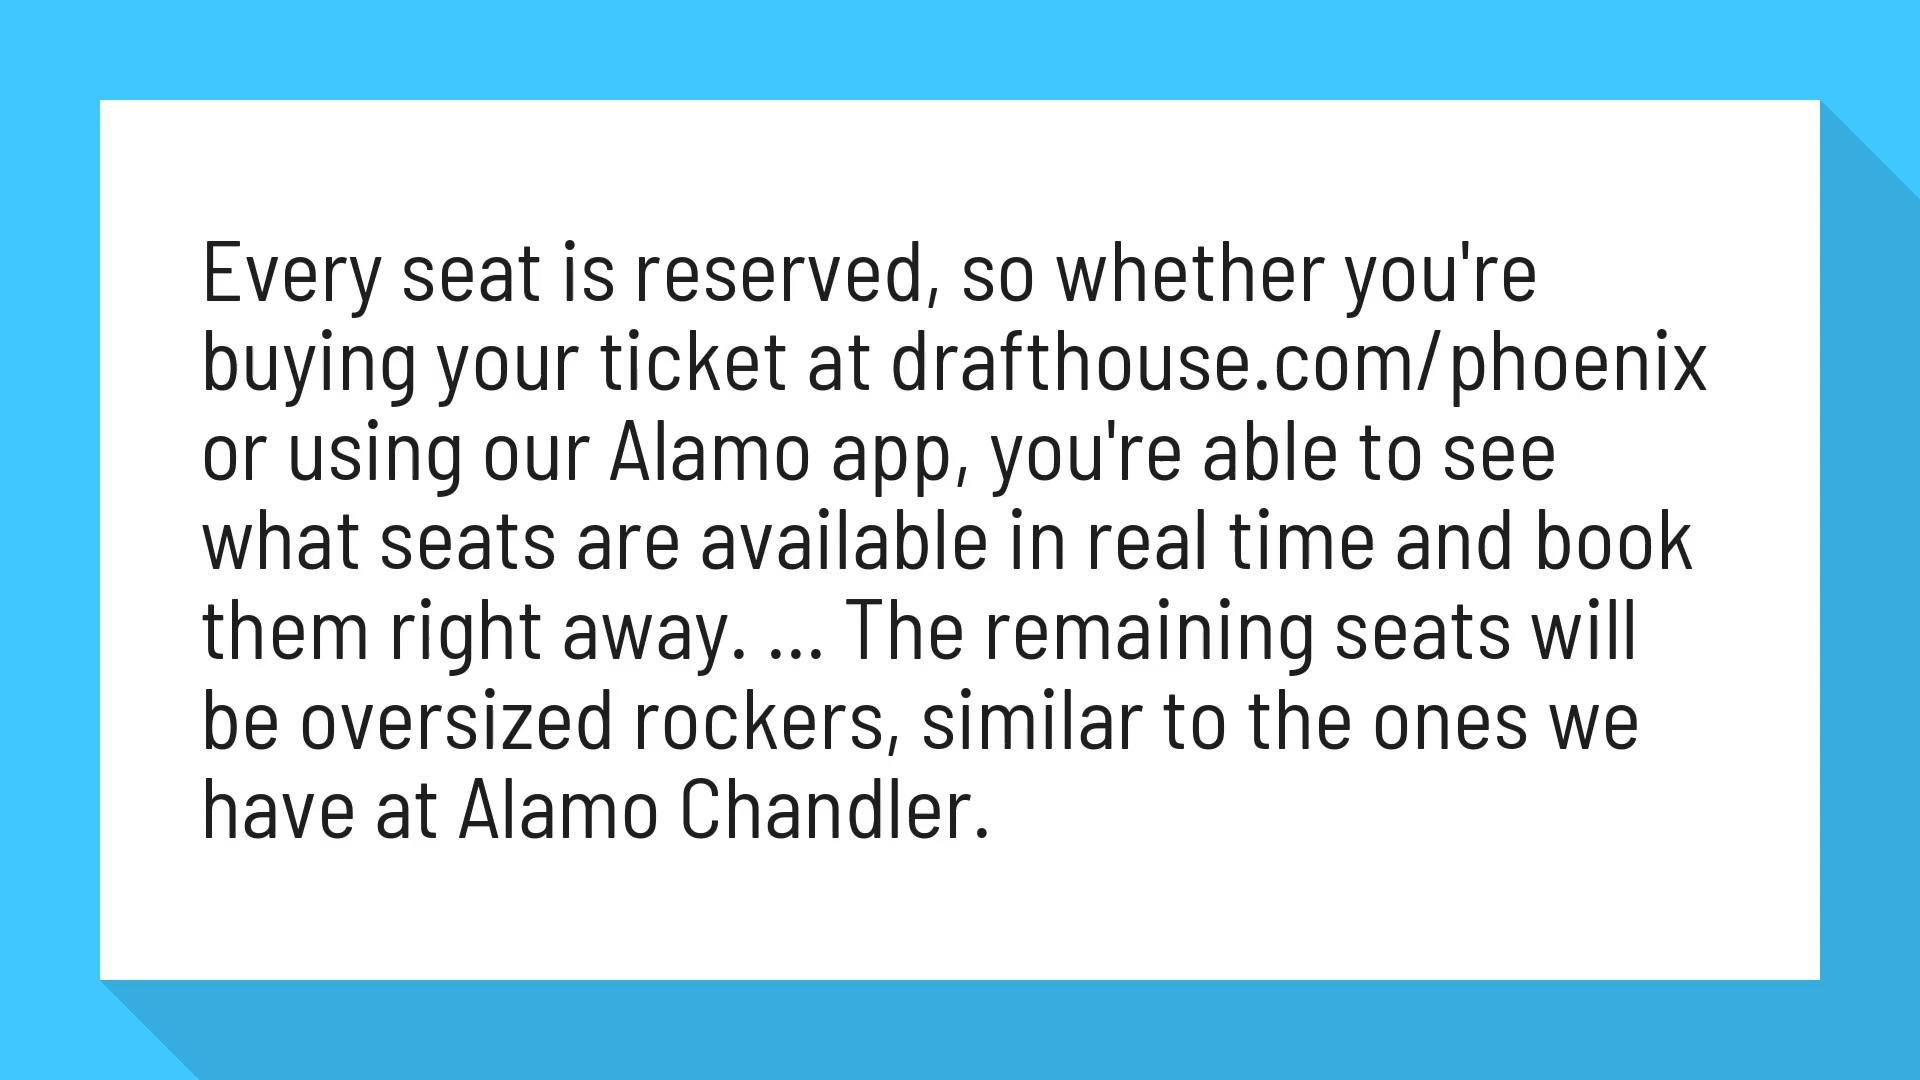 Every seat is reserved, so whether you're
buying your ticket at drafthouse.com/phoenix
or using our Alamo app, you're able to see
what seats are available in real time and book
them right away. ... The remaining seats will
be oversized rockers, similar to the ones we
have at Alamo Chandler.